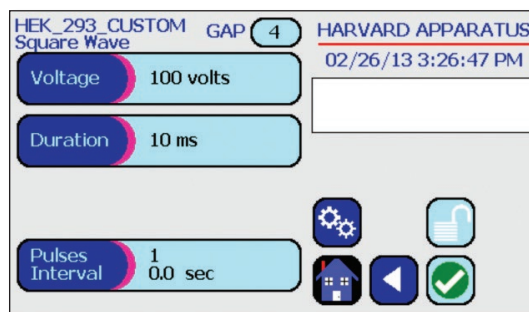 HEK_293_CUSTOM
Square Wave
GAP 4
HARVARD APPARATUS
02/26/13 3:26:47 PM
Voltage 100 volts
Duration 10 ms
Pulses 1
Interval 0.0 sec